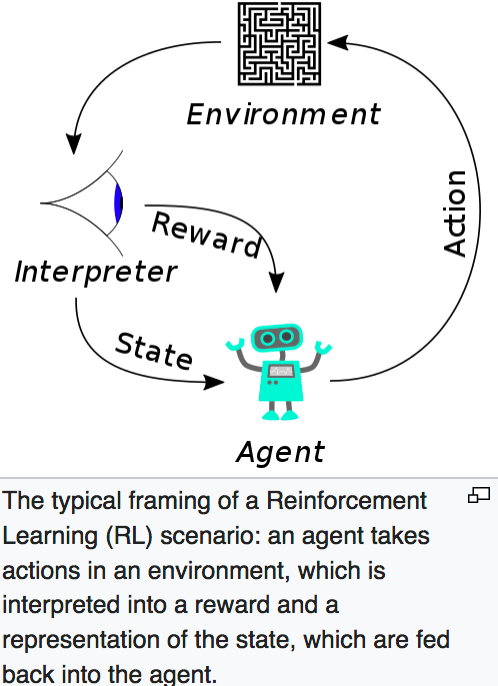 Environment
Action
Reward
Interpreter
State
Agent
The typical framing of a Reinforcement
Learning (RL) scenario: an agent takes
actions in an environment, which is
interpreted into a reward and a
representation of the state, which are fed
back into the agent.